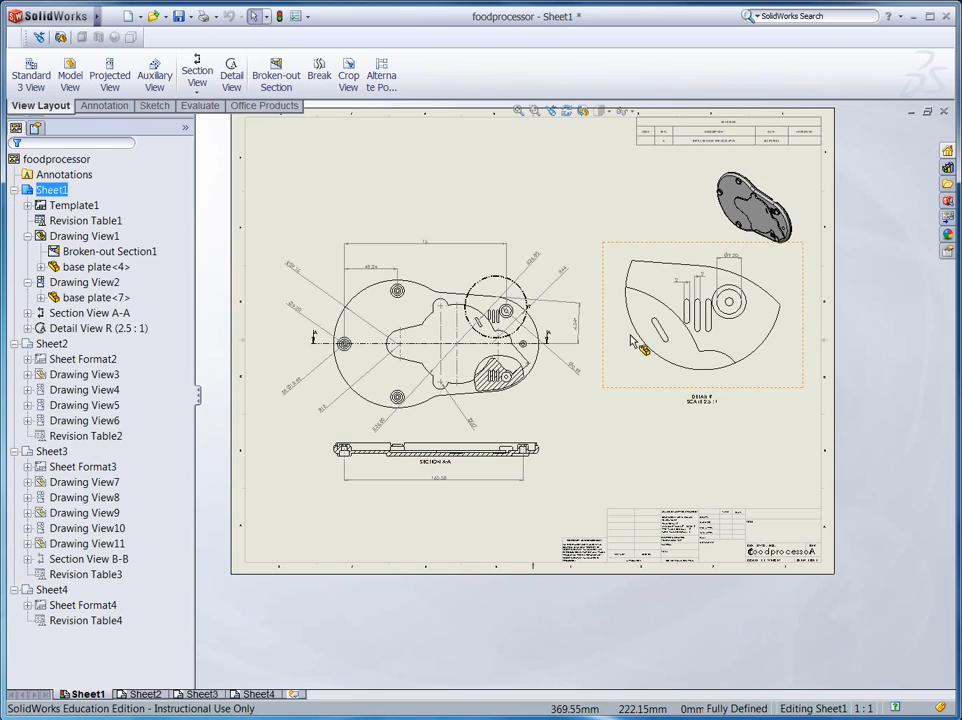 SolidWorks
foodprocessor - Sheet1 *
SolidWorks Search
Standard 3 View
Model View
Projected View
Auxiliary View
Section View
Detail View
Broken-out Section
Break
Crop View
Alterna te Po...
View Layout
Annotation
Sketch
Evaluate
Office Products
foodprocessor
Annotations
Sheet1
Template1
Revision Table1
Drawing View1
Broken-out Section1
base plate<4>
Drawing View2
base plate<7>
Section View A-A
Detail View R (2.5 : 1)
Sheet2
Sheet Format2
Drawing View3
Drawing View4
Drawing View5
Drawing View6
Revision Table2
Sheet3
Sheet Format3
Drawing View7
Drawing View8
Drawing View9
Drawing View10
Drawing View11
Section View B-B
Revision Table3
Sheet4
Sheet Format4
Revision Table4
A
A
SECTION A-A
DETAIL R
SCALE 2.5 : 1
foodprocessor
A
Sheet1
Sheet2
Sheet3
Sheet4
SolidWorks Education Edition - Instructional Use Only
369.55mm
222.15mm
0mm
Fully Defined
Editing Sheet1
1 : 1